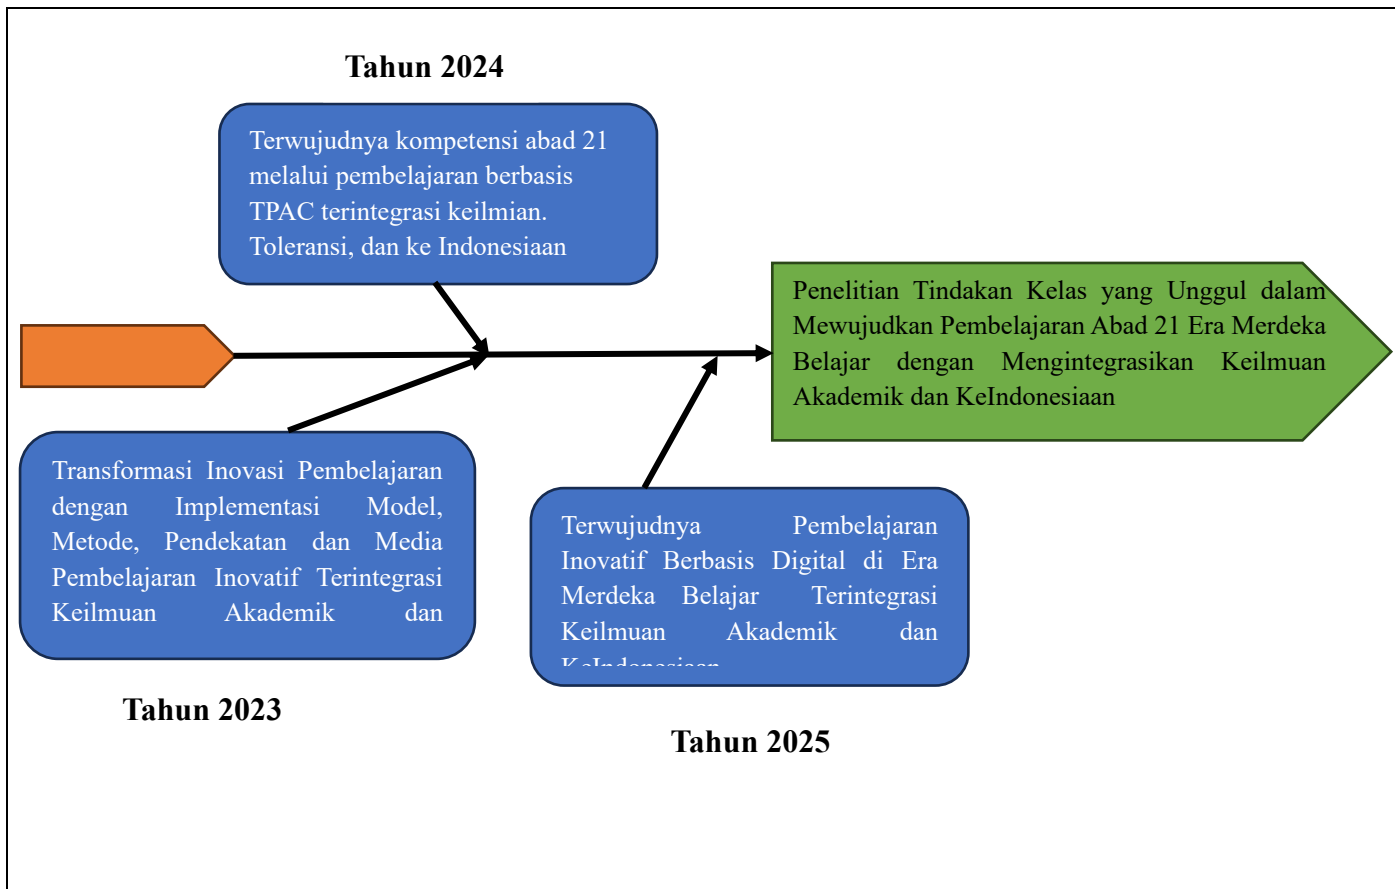 Tahun 2024
Terwujudnya kompetensi abad 21
melalui pembelajaran berbasis
TPAC terintegrasi keilmian.
Toleransi, dan ke Indonesiaan
Penelitian Tindakan Kelas yang Unggul dalam
Mewujudkan Pembelajaran Abad 21 Era Merdeka
Belajar dengan Mengintegrasikan Keilmuan
Akademik dan KeIndonesiaan
Transformasi Inovasi Pembelajaran
dengan Implementasi Model,
Metode, Pendekatan dan Media
Pembelajaran Inovatif Terintegrasi
Keilmuan Akademik dan
Tahun 2023
Terwujudnya Pembelajaran
Inovatif Berbasis Digital di Era
Merdeka Belajar Terintegrasi
Keilmuan Akademik dan
KeIndonesiaan
Tahun 2025